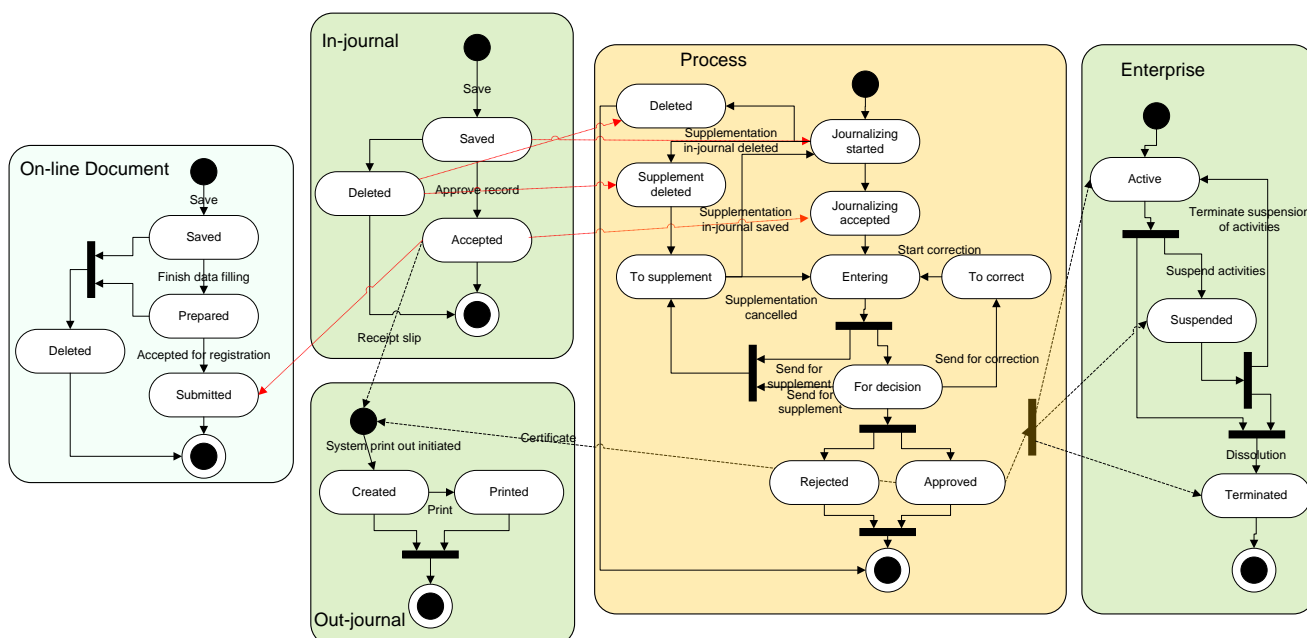 On-line Document
Save
Saved
Finish data filling
Prepared
Deleted
Accepted for registration
Submitted
In-journal
Save
Saved
Deleted
Approve record
Accepted
Receipt slip
System print out initiated
Created
Printed
Print
Out-journal
Process
Deleted
Supplementation
in-journal deleted
Journalizing
started
Supplement
deleted
Journalizing
accepted
Supplementation
in-journal saved
Start correction
To supplement
Entering
To correct
Supplementation
cancelled
Send for
supplement
Send for
supplement
For decision
Send for correction
Certificate
Rejected
Approved
Enterprise
Active
Terminate suspension
of activities
Suspend activities
Suspended
Dissolution
Terminated